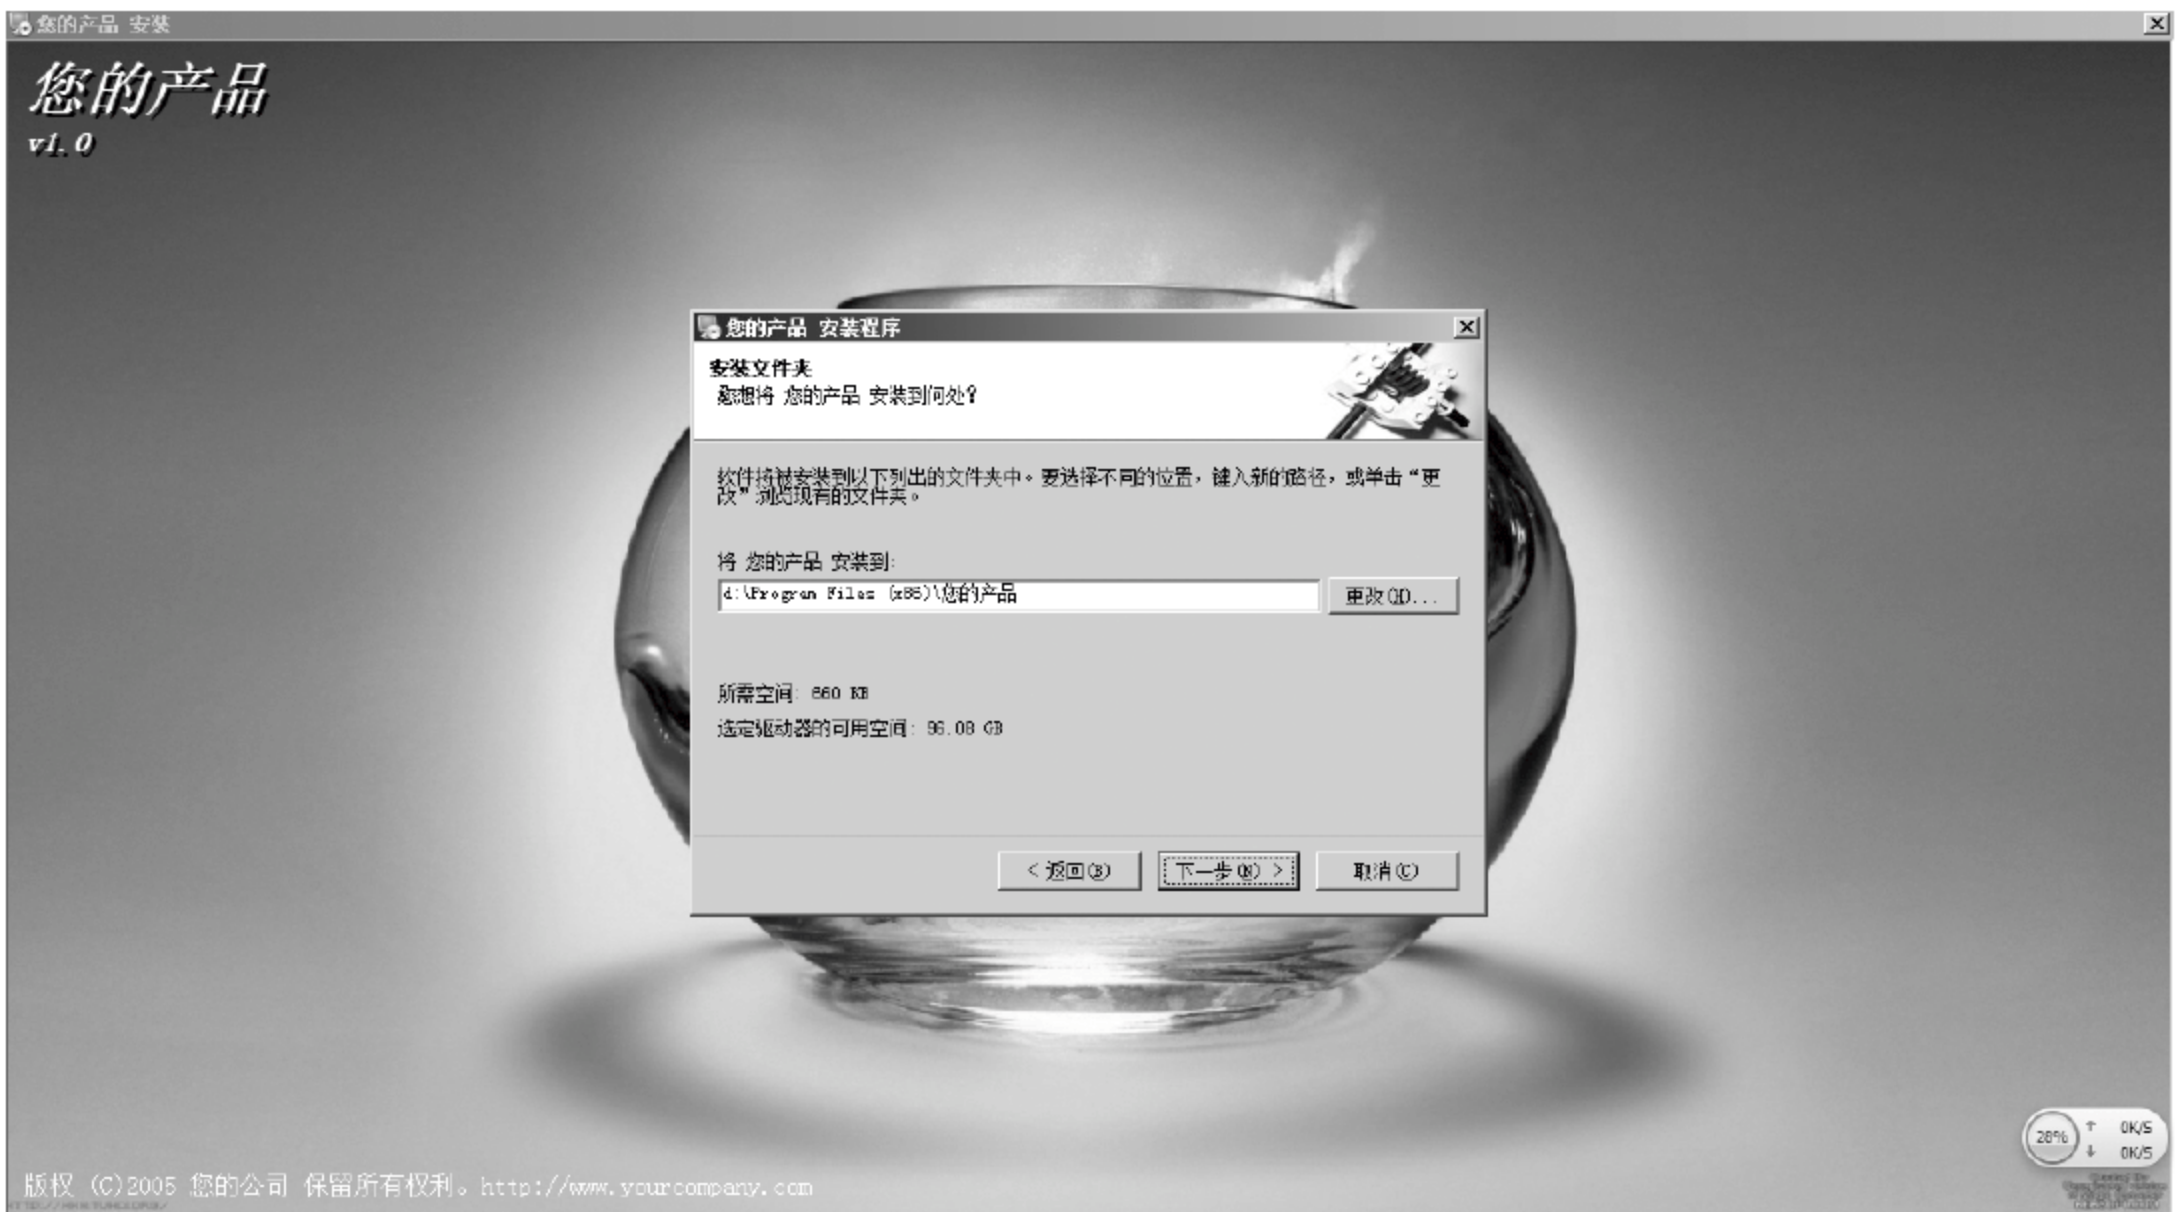 您的产品 安装
您的产品
v1.0
您的产品 安装程序
安装文件夹
您想将 您的产品 安装到何处?
软件将被安装到以下列出的文件夹中。要选择不同的位置，键入新的路径，或单击“更
改”浏览现有的文件夹。
将 您的产品 安装到:
d:\Program Files (x86)\您的产品
更改(H)...
所需空间: 660 KB
选定驱动器的可用空间: 96.08 GB
< 返回(B)
下一步(N) >
取消(C)
28%
↑ 0K/S
↓ 0K/S
版权 (C)2005 您的公司 保留所有权利。http://www.yourcompany.com